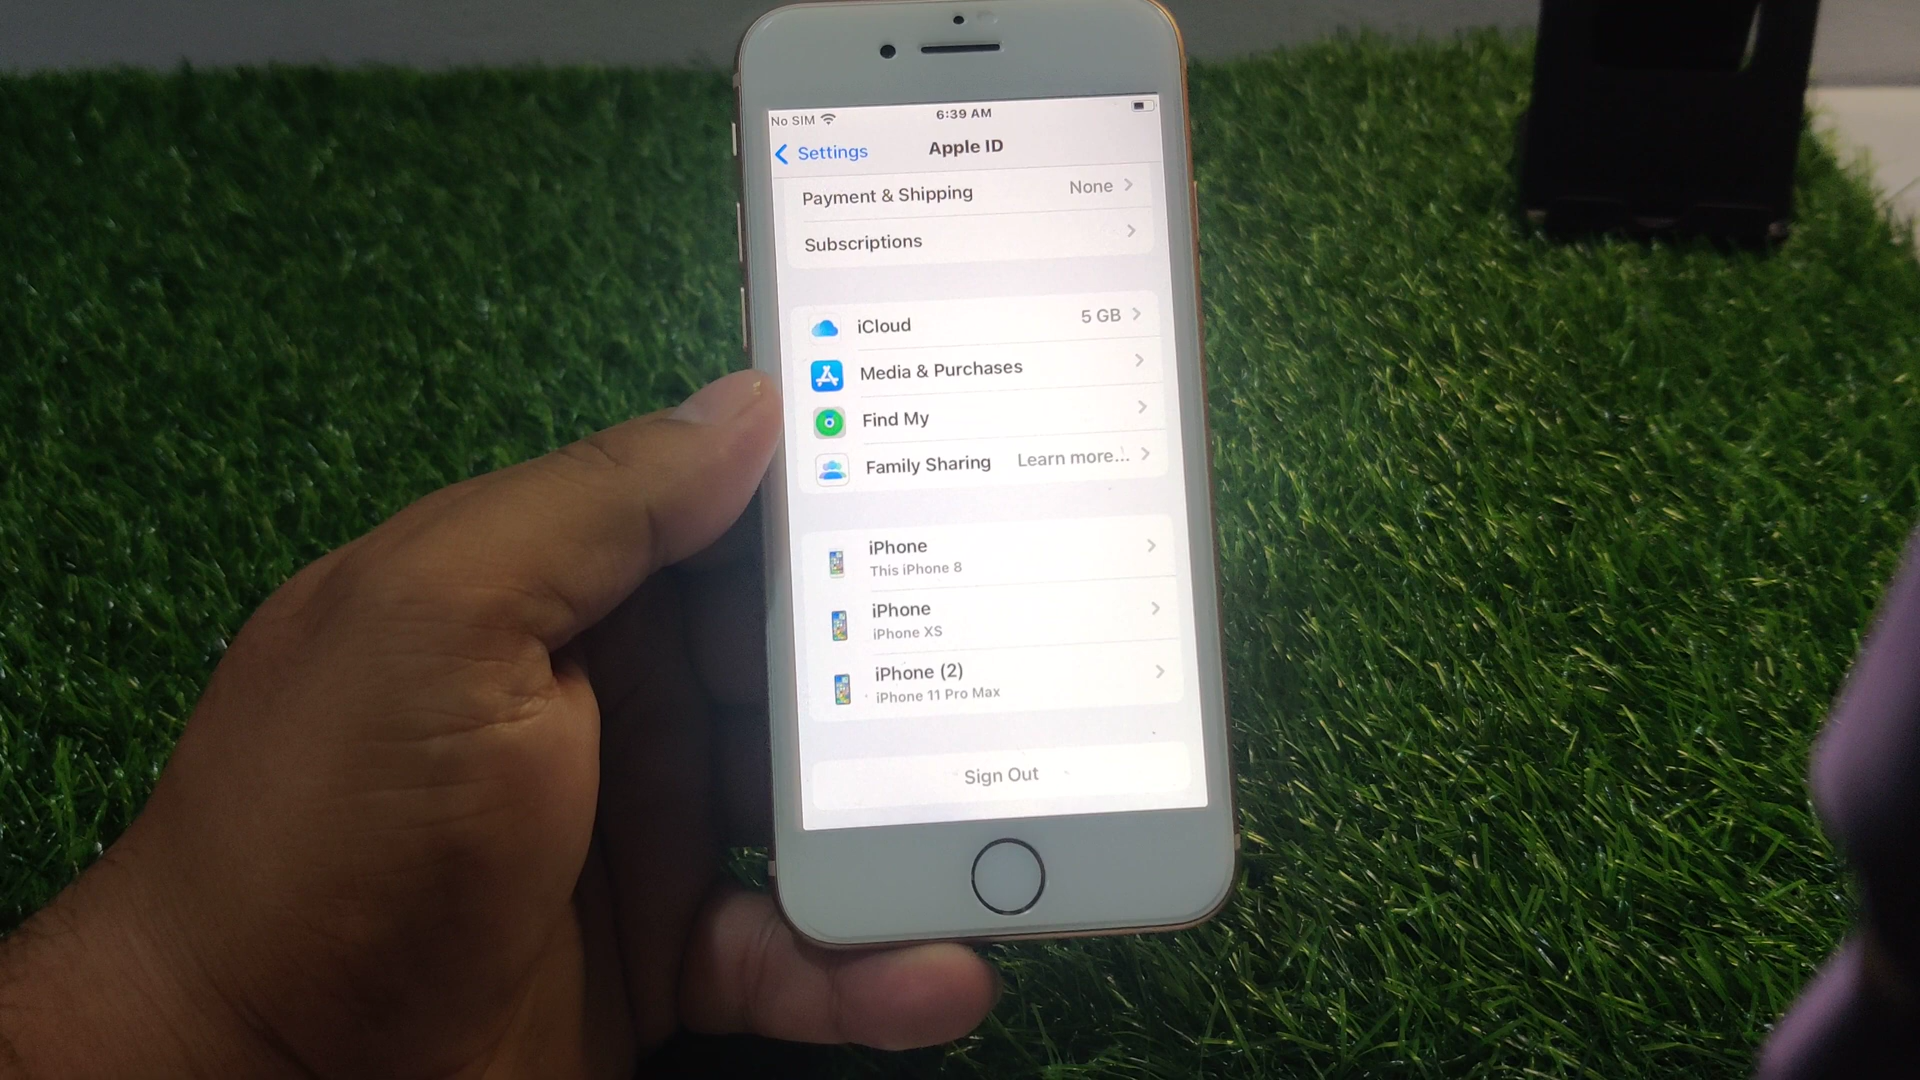 No SIM
6:39 AM
Settings
Apple ID
Payment & Shipping None
Subscriptions
iCloud 5 GB
Media & Purchases
Find My
Family Sharing Learn more...
iPhone
This iPhone 8
iPhone
iPhone XS
iPhone (2)
iPhone 11 Pro Max
Sign Out